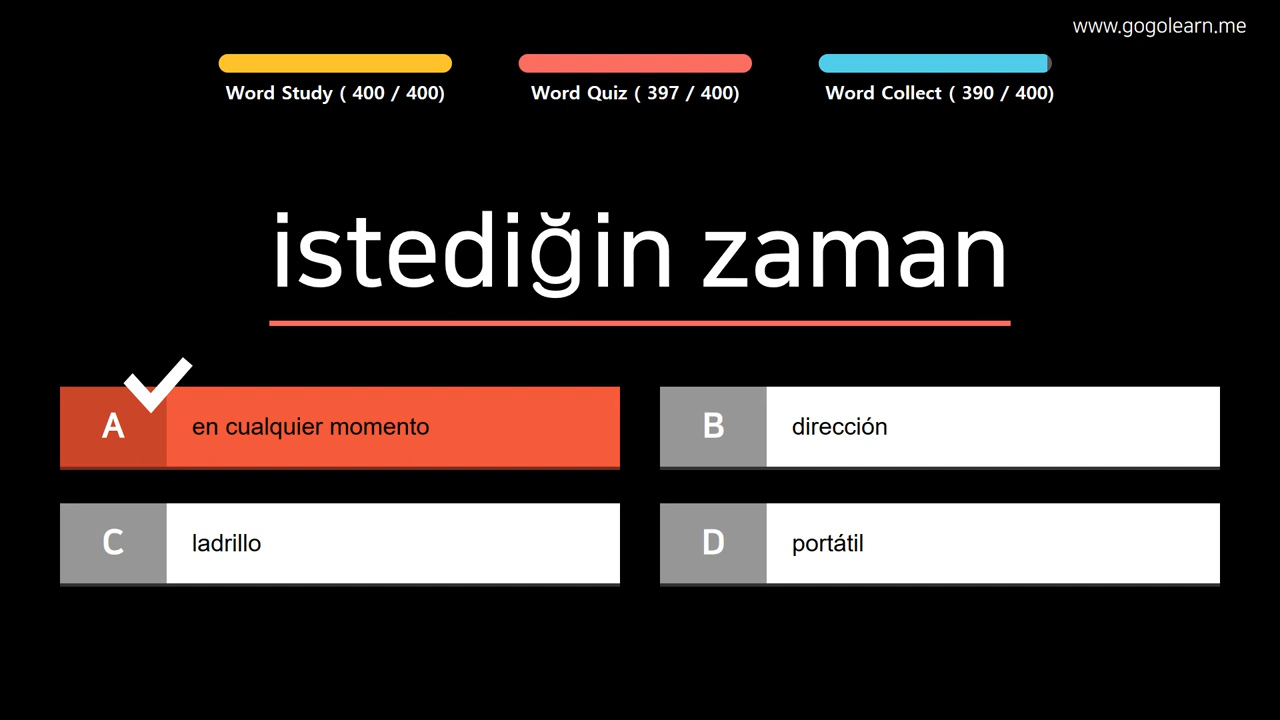 www.gogolearn.me
Word Study ( 400 / 400)
Word Quiz ( 397 / 400)
Word Collect ( 390 / 400)
istediğin zaman
A en cualquier momento
B dirección
C ladrillo
D portátil